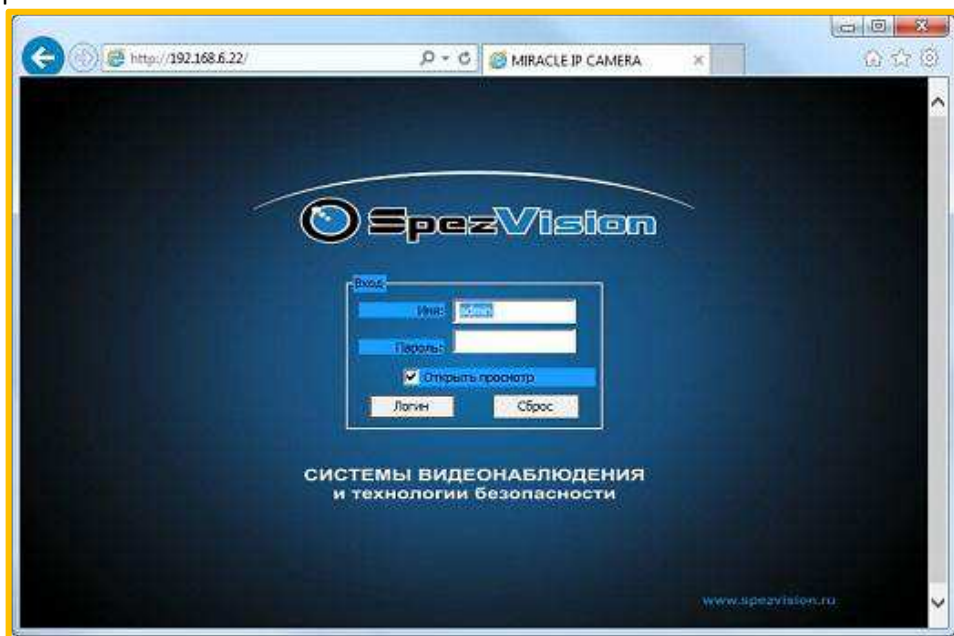 http://192.168.6.22/
MIRACLE IP CAMERA
SpezVision
Вход
Имя: admin
Пароль:
Открыть просмотр
Логин Сброс
СИСТЕМЫ ВИДЕОНАБЛЮДЕНИЯ
и технологии безопасности
www.spezvision.ru